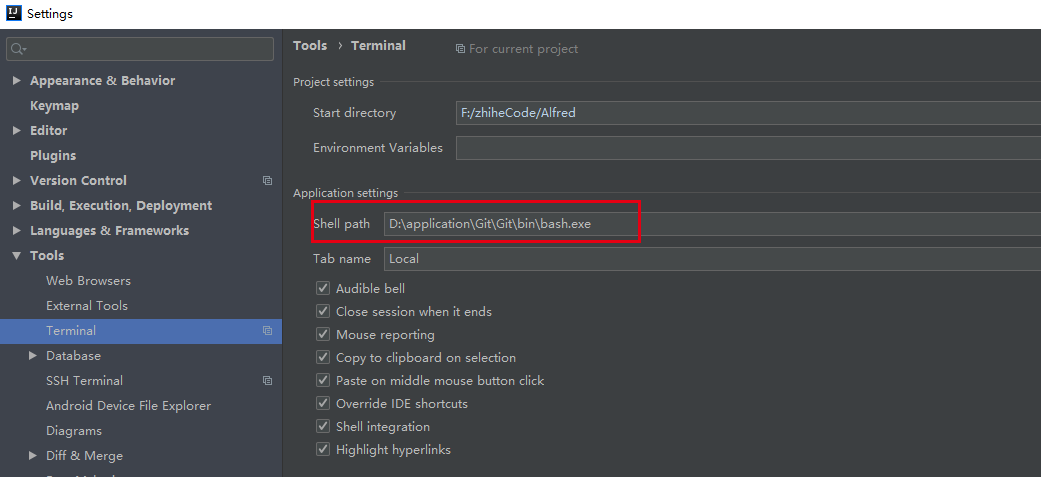 Settings
Tools › Terminal For current project
Appearance & Behavior
Keymap
Editor
Plugins
Version Control
Build, Execution, Deployment
Languages & Frameworks
Tools
Web Browsers
External Tools
Terminal
Database
SSH Terminal
Android Device File Explorer
Diagrams
Diff & Merge
Project settings
Start directory F:/zhiheCode/Alfred
Environment Variables
Application settings
Shell path D:\application\Git\Git\bin\bash.exe
Tab name Local
Audible bell
Close session when it ends
Mouse reporting
Copy to clipboard on selection
Paste on middle mouse button click
Override IDE shortcuts
Shell integration
Highlight hyperlinks